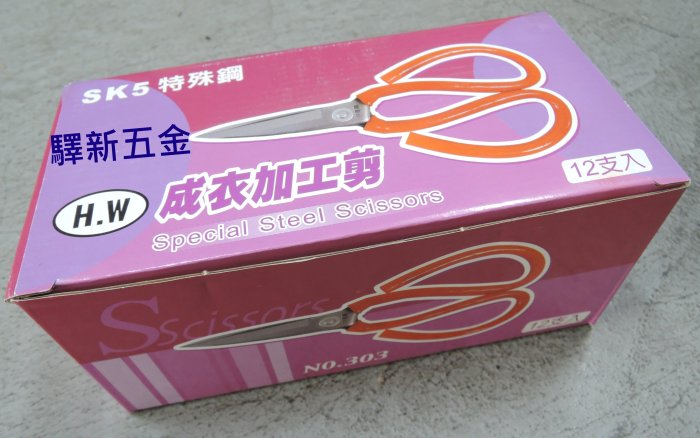 SK5 特殊鋼
驛新五金
H.W
成衣加工剪
Special Steel Scissors
12支入
Sscissors
NO.303
12支入